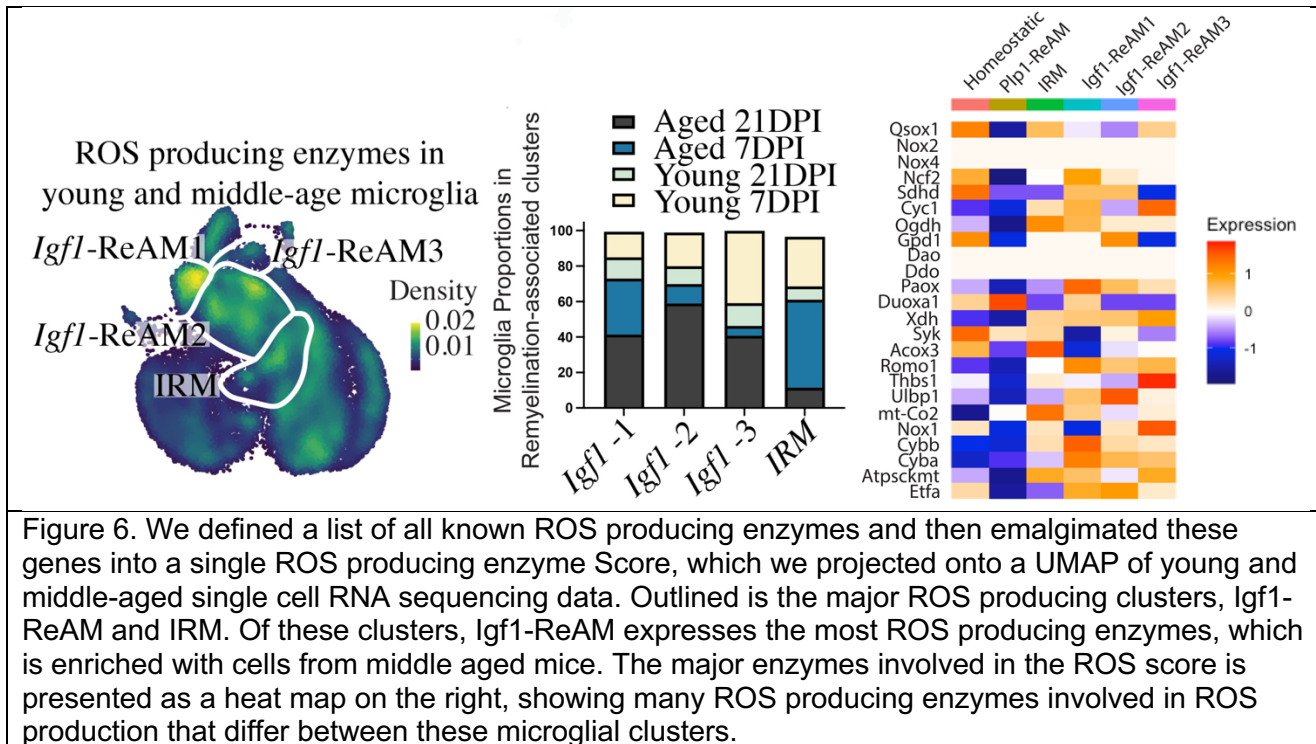 ROS producing enzymes in
young and middle-age microglia
Igf1-ReAM1
Igf1-ReAM3
Density
0.02
0.01
Igf1-ReAM2
IRM
Microglia Proportions in
Remyelination-associated clusters
Aged 21DPI
Aged 7DPI
Young 21DPI
Young 7DPI
100
80
60
40
20
0
Igf1 -1
Igf1 -2
Igf1 -3
IRM
Homeostatic
Plp1-ReAM
IRM
Igf1-ReAM1
Igf1-ReAM2
Igf1-ReAM3
Qsox1
Nox2
Nox4
Ncf2
Sdhd
Cyc1
Ogdh
Gpd1
Dao
Ddo
Paox
Duoxa1
Xdh
Syk
Acox3
Romo1
Thbs1
Ulbp1
mt-Co2
Nox1
Cybb
Cyba
Atpsckmt
Etfa
Expression
1
0
-1
Figure 6. We defined a list of all known ROS producing enzymes and then emalgimated these
genes into a single ROS producing enzyme Score, which we projected onto a UMAP of young and
middle-aged single cell RNA sequencing data. Outlined is the major ROS producing clusters, Igf1-
ReAM and IRM. Of these clusters, Igf1-ReAM expresses the most ROS producing enzymes, which
is enriched with cells from middle aged mice. The major enzymes involved in the ROS score is
presented as a heat map on the right, showing many ROS producing enzymes involved in ROS
production that differ between these microglial clusters.